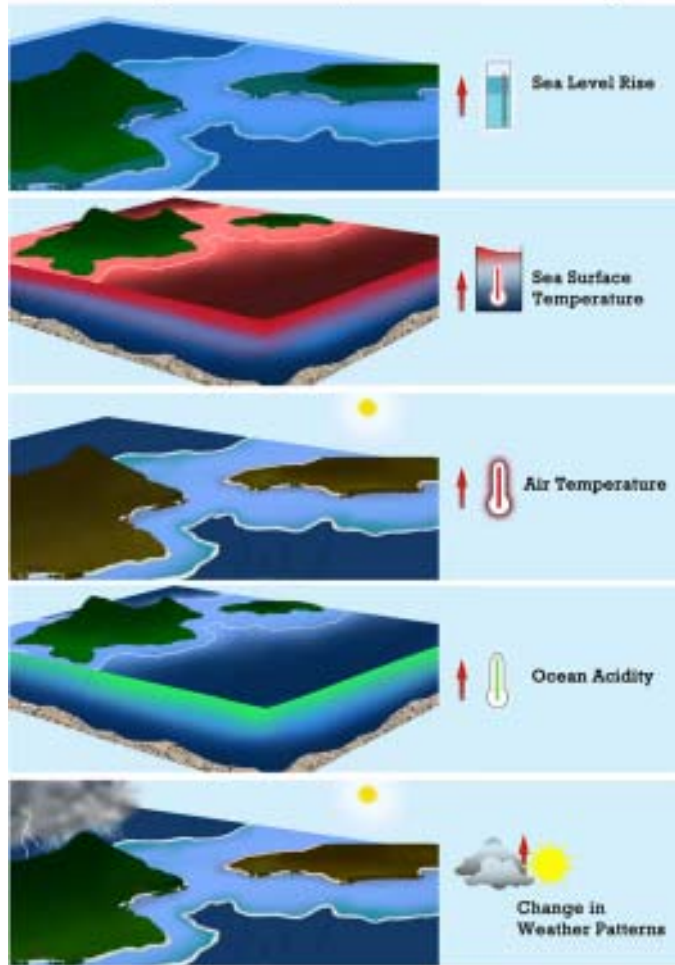 Sea Level Rise
Sea Surface
Temperature
Air Temperature
Ocean Acidity
Change in
Weather Patterns